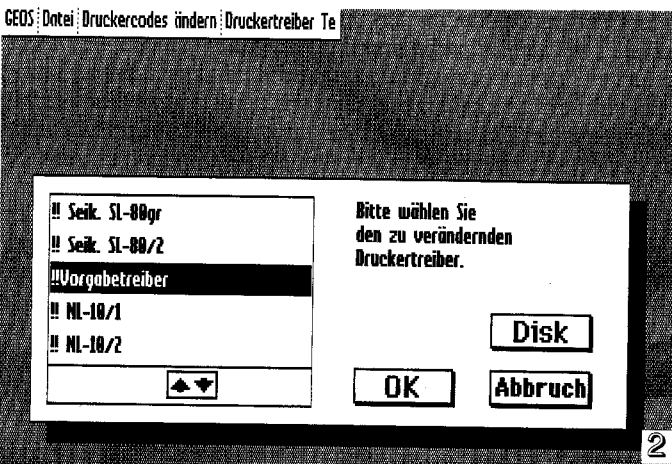 GEOS Datei Druckercodes ändern Druckertreiber Te
!! Seik. SL-80gr
!! Seik. SL-80/2
!!Vorgabetreiber
!! NL-10/1
!! NL-10/2
Bitte wählen Sie
den zu verändernden
Druckertreiber.
Disk
OK
Abbruch
2